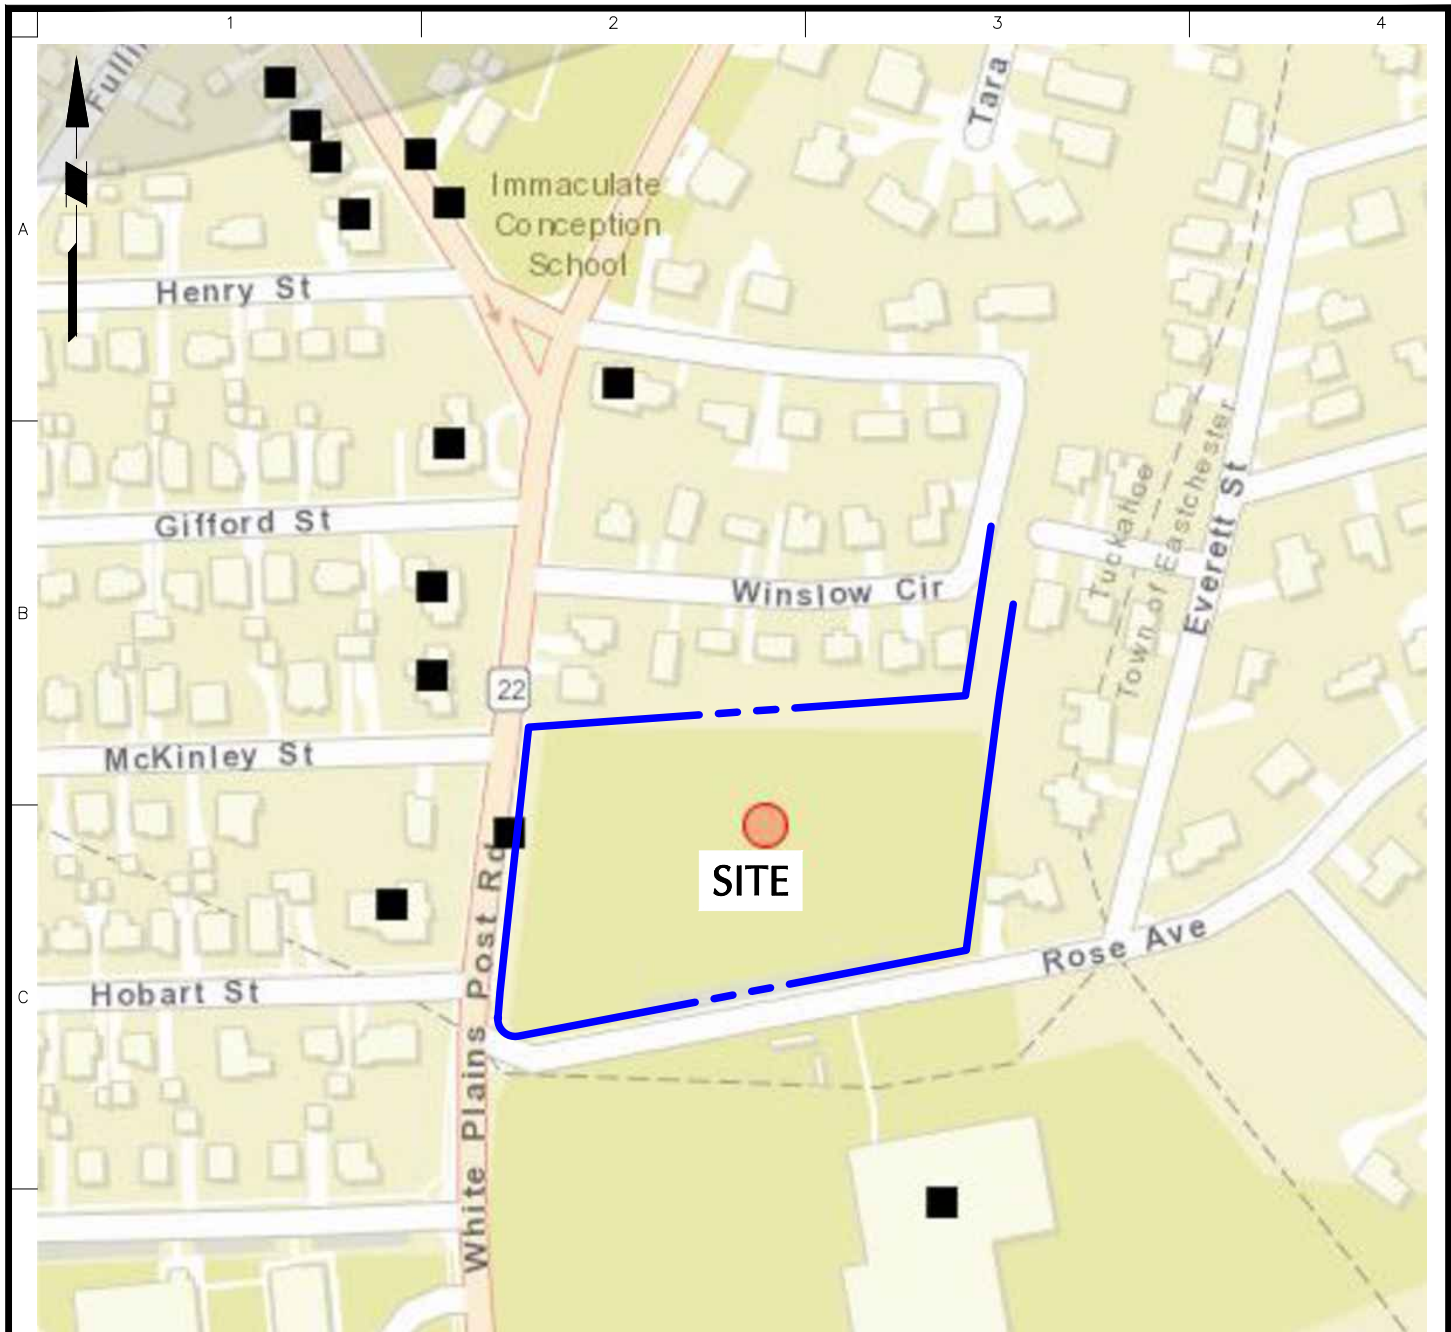 1 2 3 4
Fulli
Tara
A
Immaculate
Conception
School
Henry St
Gifford St
Tuckahoe
Town of Eastchester
Everett St
B
Winslow Cir
22
McKinley St
SITE
White Plains Post Rd
Rose Ave
C
Hobart St